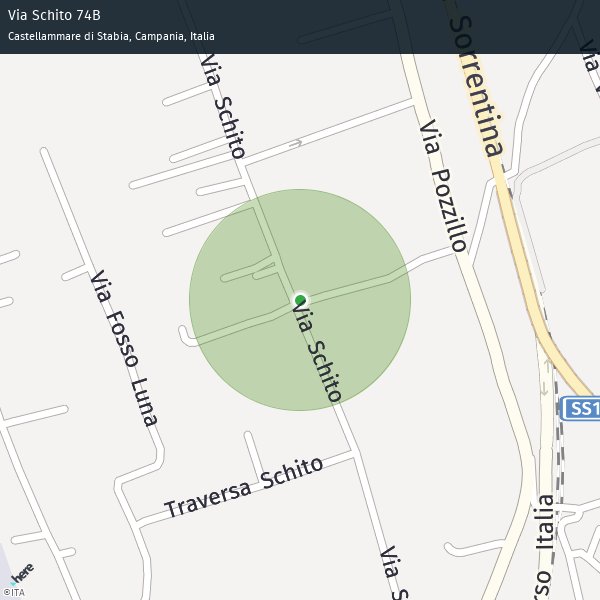 Via Schito 74B
Castellammare di Stabia, Campania, Italia
Via Schito
Sorrentina
Via Pozzillo
Via Fosso Luna
Via Schito
SS1
Traversa Schito
Via S
rso Italia
here
©ITA